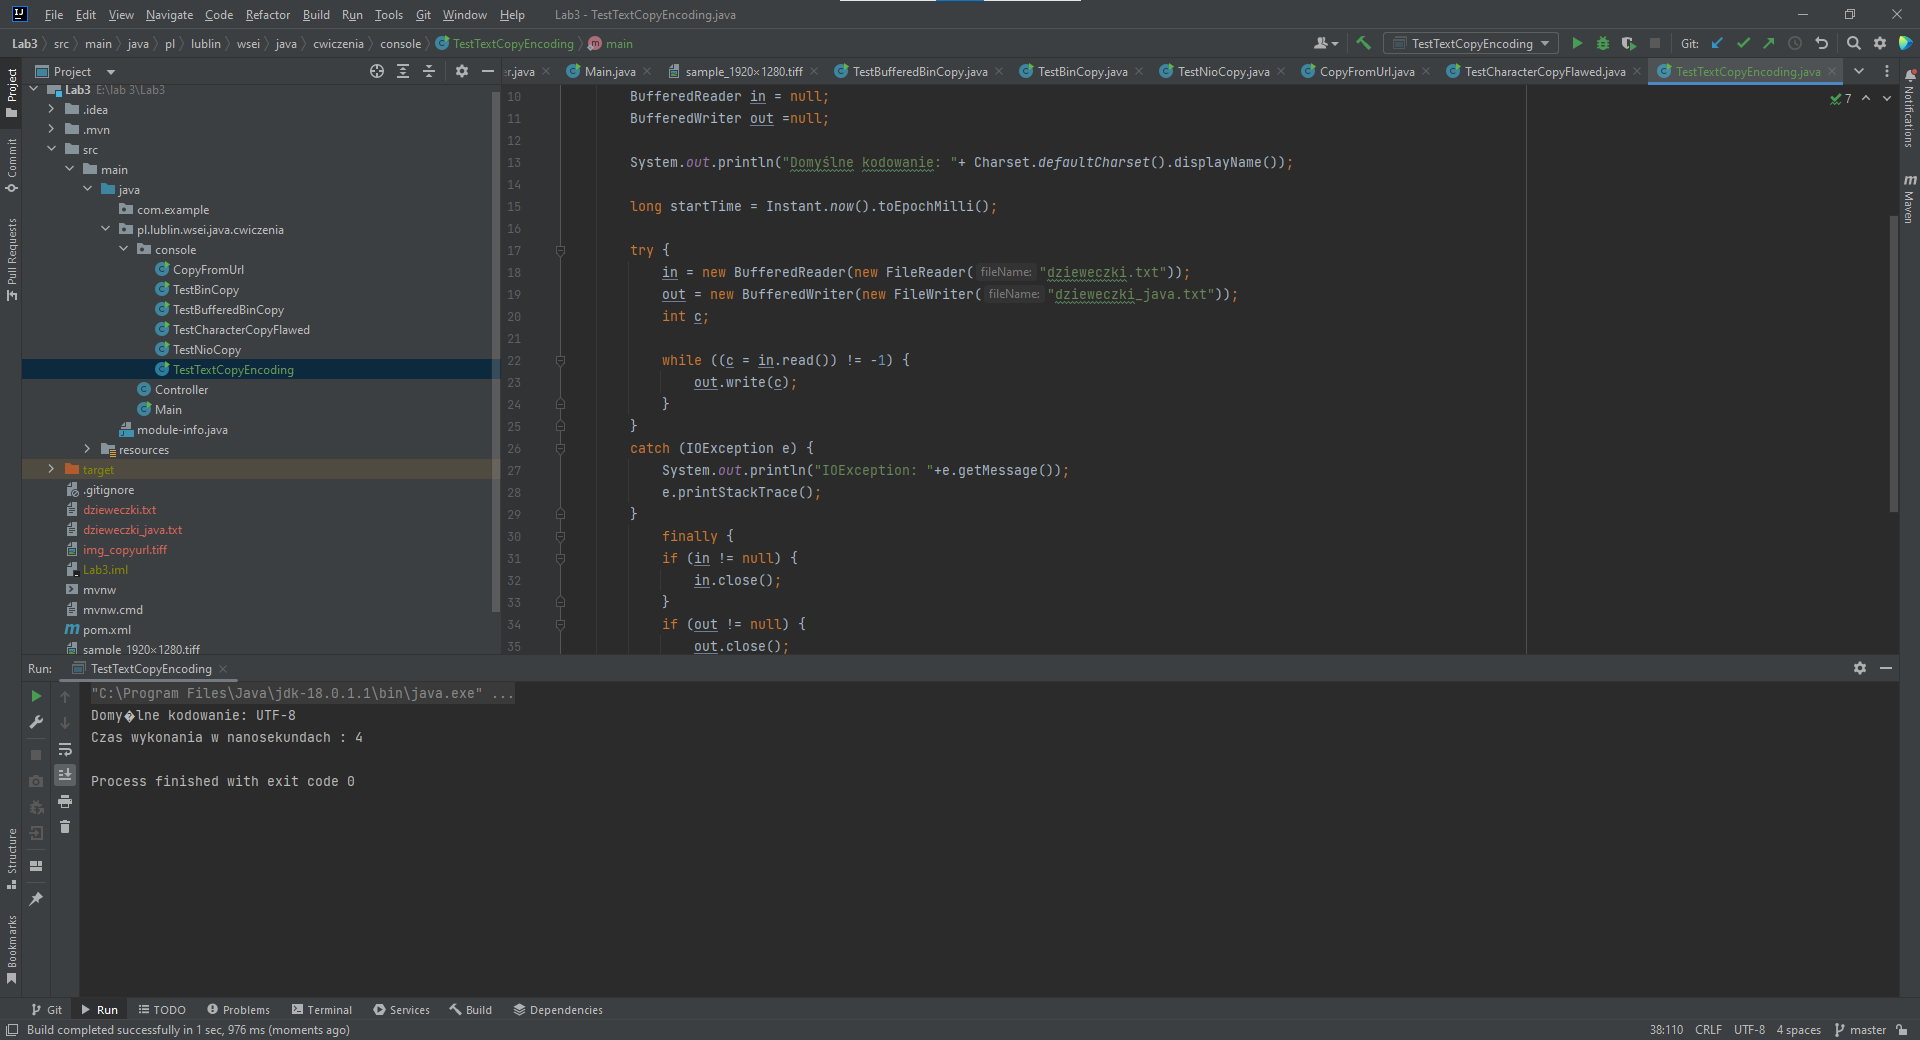 File Edit View Navigate Code Refactor Build Run Tools Git Window Help Lab3 - TestTextCopyEncoding.java
Lab3 src main java pl lublin wsei java cwiczenia console TestTextCopyEncoding main TestTextCopyEncoding Git:
Project er.java Main.java sample_1920×1280.tiff TestBufferedBinCopy.java TestBinCopy.java TestNioCopy.java CopyFromUrl.java TestCharacterCopyFlawed.java TestTextCopyEncoding.java
Project
Commit
Pull Requests
Structure
Bookmarks
Notifications
Maven
Lab3 E:\lab 3\Lab3
.idea
.mvn
src
main
java
com.example
pl.lublin.wsei.java.cwiczenia
console
CopyFromUrl
TestBinCopy
TestBufferedBinCopy
TestCharacterCopyFlawed
TestNioCopy
TestTextCopyEncoding
Controller
Main
module-info.java
resources
target
.gitignore
dzieweczki.txt
dzieweczki_java.txt
img_copyurl.tiff
Lab3.iml
mvnw
mvnw.cmd
pom.xml
sample_1920×1280.tiff
7
10 BufferedReader in = null;
11 BufferedWriter out =null;
12
13 System.out.println("Domyślne kodowanie: "+ Charset.defaultCharset().displayName());
14
15 long startTime = Instant.now().toEpochMilli();
16
17 try {
18 in = new BufferedReader(new FileReader( fileName: "dzieweczki.txt"));
19 out = new BufferedWriter(new FileWriter( fileName: "dzieweczki_java.txt"));
20 int c;
21
22 while ((c = in.read()) != -1) {
23 out.write(c);
24 }
25 }
26 catch (IOException e) {
27 System.out.println("IOException: "+e.getMessage());
28 e.printStackTrace();
29 }
30 finally {
31 if (in != null) {
32 in.close();
33 }
34 if (out != null) {
35 out.close();
Run: TestTextCopyEncoding
"C:\Program Files\Java\jdk-18.0.1.1\bin\java.exe" ...
Domy�lne kodowanie: UTF-8
Czas wykonania w nanosekundach : 4
Process finished with exit code 0
Git Run TODO Problems Terminal Services Build Dependencies
Build completed successfully in 1 sec, 976 ms (moments ago) 38:110 CRLF UTF-8 4 spaces master